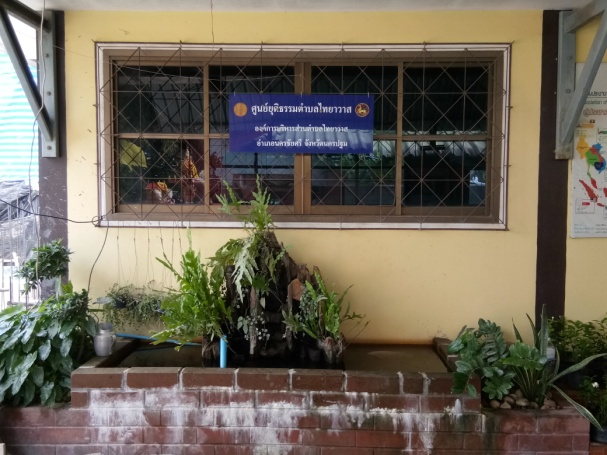 ศูนย์ยุติธรรมตำบลไทยาวาส
องค์การบริหารส่วนตำบลไทยาวาส
อำเภอนครชัยศรี จังหวัดนครปฐม